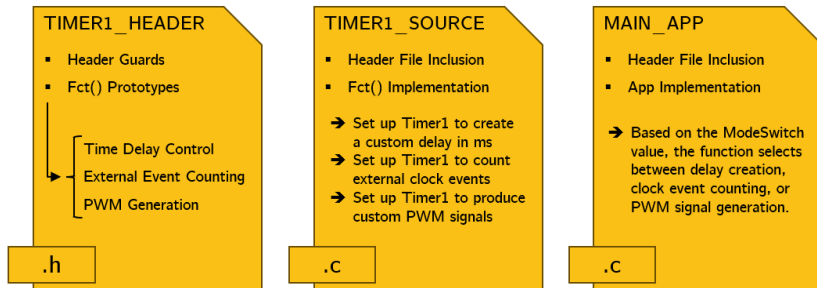 TIMER1_HEADER
▪ Header Guards
▪ Fct() Prototypes
Time Delay Control
External Event Counting
PWM Generation
.h
TIMER1_SOURCE
▪ Header File Inclusion
▪ Fct() Implementation
➔ Set up Timer1 to create
a custom delay in ms
➔ Set up Timer1 to count
external clock events
➔ Set up Timer1 to produce
custom PWM signals
.c
MAIN_APP
▪ Header File Inclusion
▪ App Implementation
➔ Based on the ModeSwitch
value, the function selects
between delay creation,
clock event counting, or
PWM signal generation.
.c